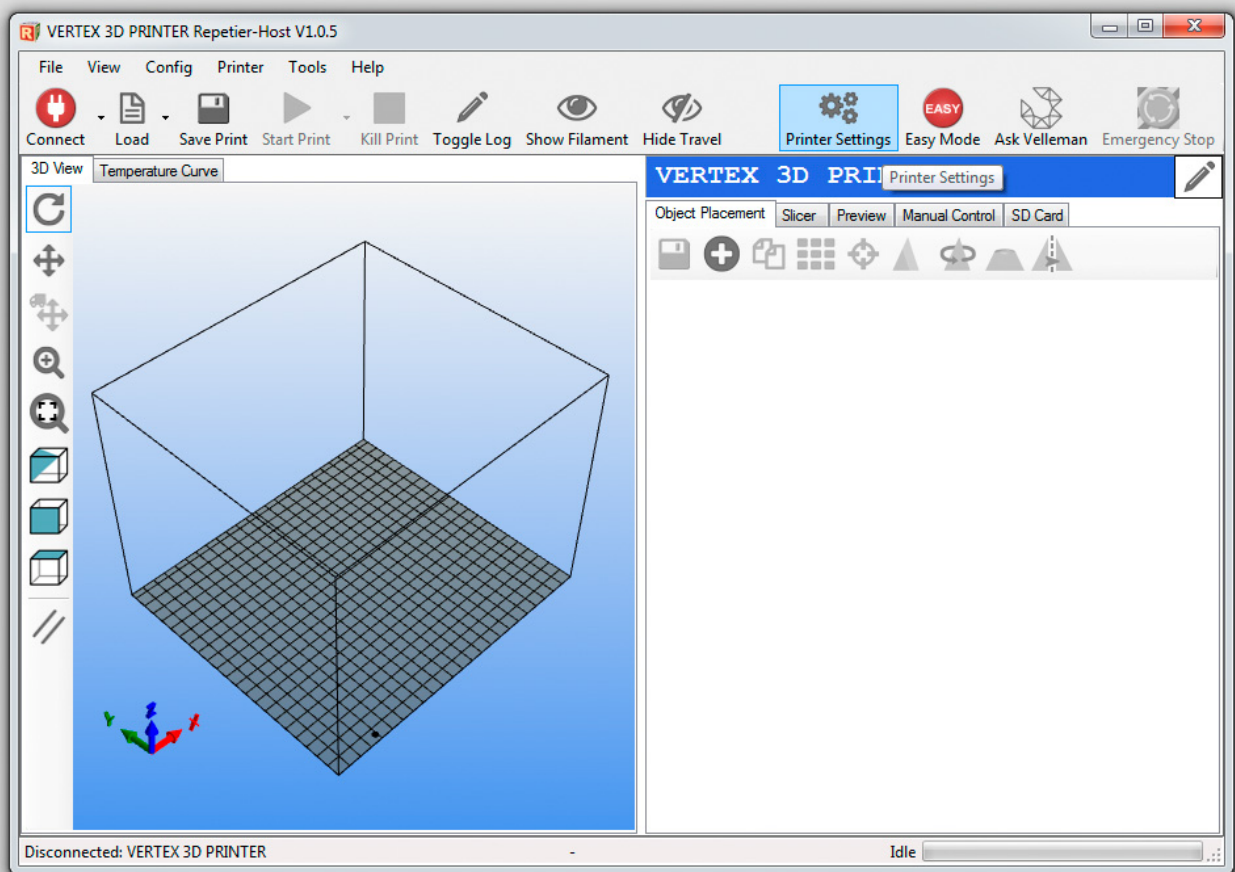 VERTEX 3D PRINTER Repetier-Host V1.0.5
File View Config Printer Tools Help
Connect Load Save Print Start Print Kill Print Toggle Log Show Filament Hide Travel Printer Settings EASY Easy Mode Ask Velleman Emergency Stop
3D View Temperature Curve
VERTEX 3D PRI
Printer Settings
Object Placement Slicer Preview Manual Control SD Card
Y Z X
Disconnected: VERTEX 3D PRINTER - Idle